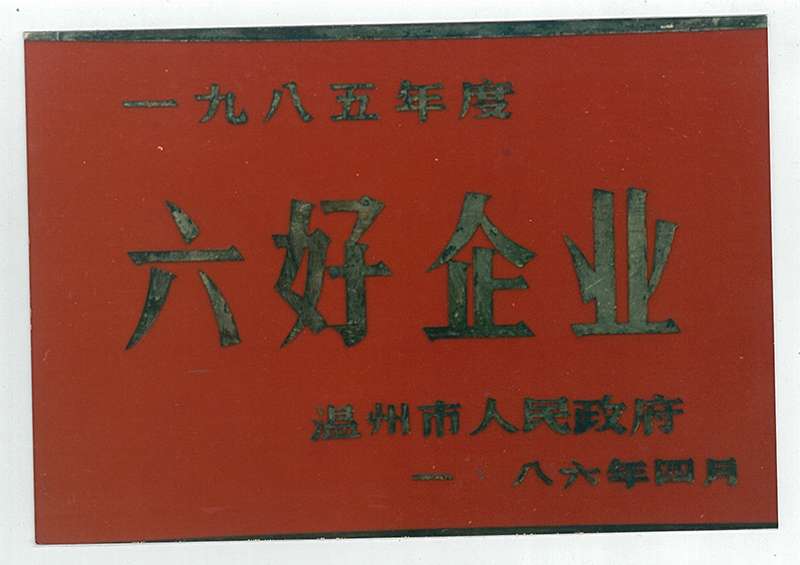 一九八五年度
六好企业
温州市人民政府
一 八六年四月